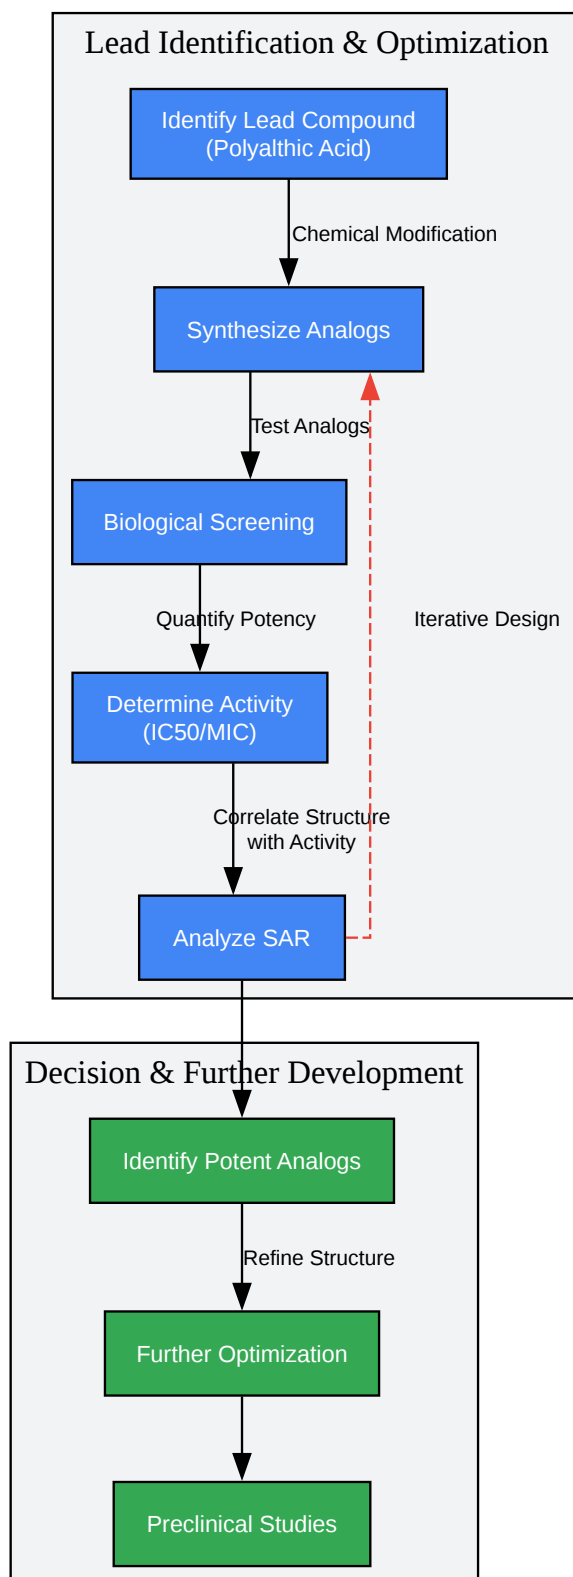 Lead Identification & Optimization
Identify Lead Compound
(Polyalthic Acid)
Chemical Modification
Synthesize Analogs
Test Analogs
Biological Screening
Quantify Potency
Iterative Design
Determine Activity
(IC50/MIC)
Correlate Structure
with Activity
Analyze SAR
Decision & Further Development
Identify Potent Analogs
Refine Structure
Further Optimization
Preclinical Studies